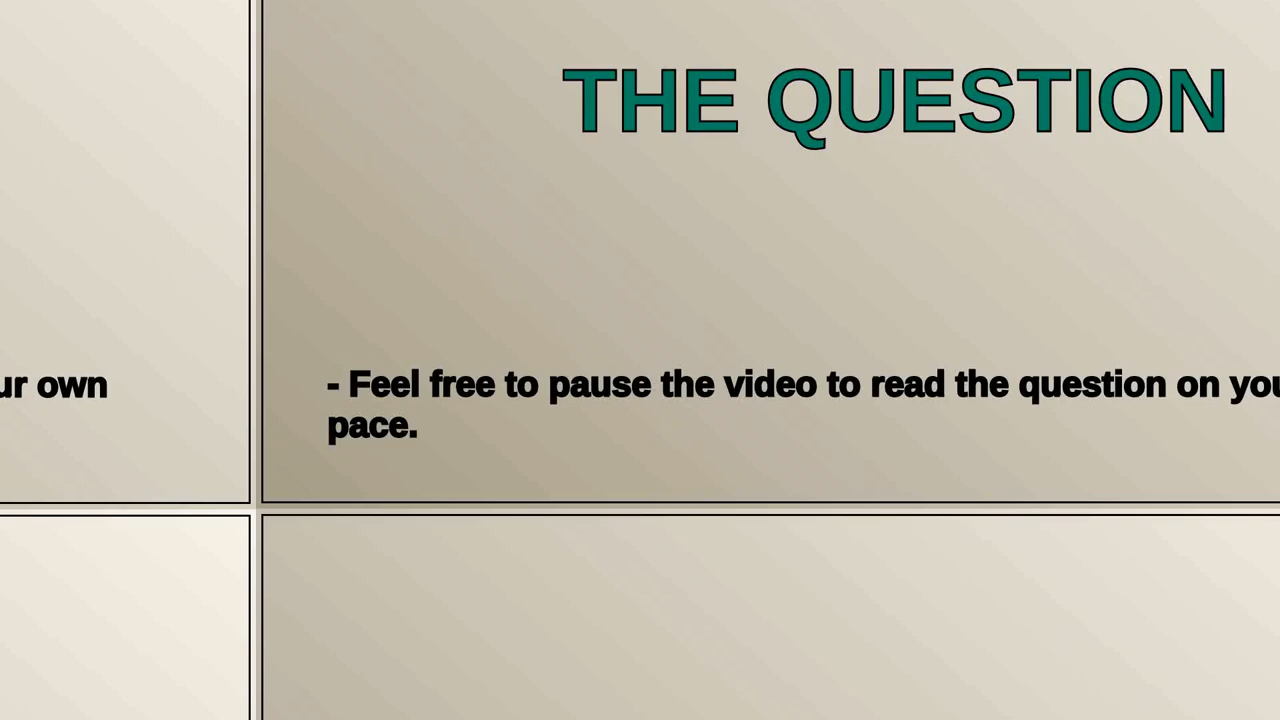 THE QUESTION
ur own
- Feel free to pause the video to read the question on you
pace.